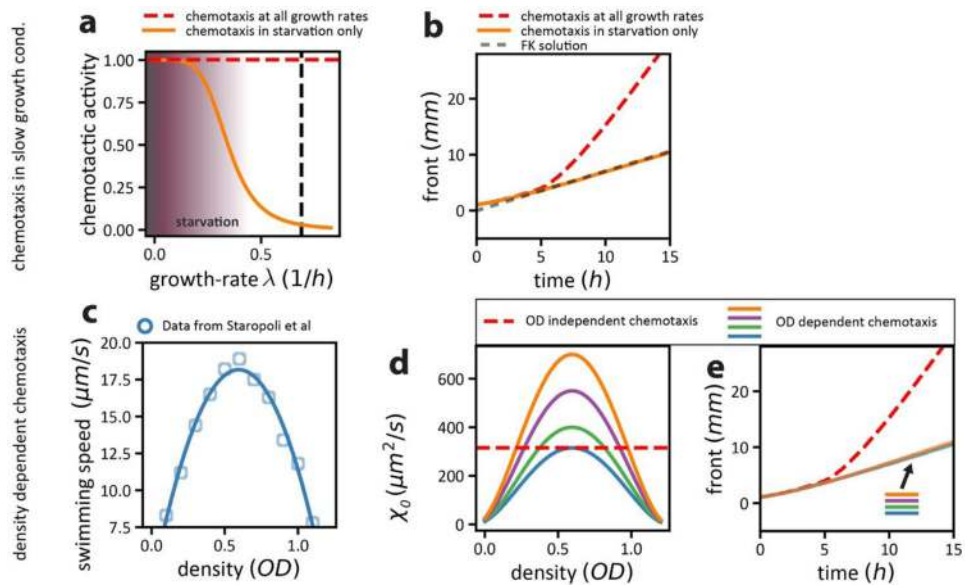 chemotaxis in slow growth cond.
a
chemotaxis at all growth rates
chemotaxis in starvation only
chemotactic activity
1.00
0.75
0.50
0.25
0.00
starvation
0.0
0.5
growth-rate λ (1/h)
b
chemotaxis at all growth rates
chemotaxis in starvation only
FK solution
front (mm)
20
10
0
0
5
10
15
time (h)
density dependent chemotaxis
c
Data from Staropoli et al
swimming speed (μm/s)
20.0
17.5
15.0
12.5
10.0
7.5
0.0
0.5
1.0
density (OD)
OD independent chemotaxis
OD dependent chemotaxis
d
χ₀ (μm²/s)
600
400
200
0
0.0
0.5
1.0
density (OD)
e
front (mm)
20
10
0
0
5
10
15
time (h)